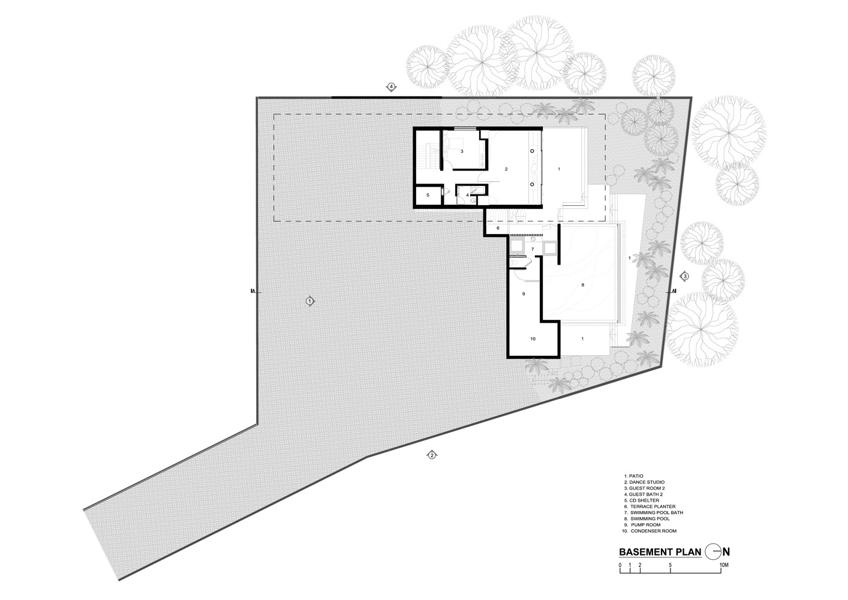 4
3
2
1
5
4
6
7
1
8
3
A
A
9
1
10
1
2
1. PATIO
2. DANCE STUDIO
3. GUEST ROOM 2
4. GUEST BATH 2
5. CD SHELTER
6. TERRACE PLANTER
7. SWIMMING POOL BATH
8. SWIMMING POOL
9. PUMP ROOM
10. CONDENSER ROOM
BASEMENT PLAN N
0 1 2 5 10M